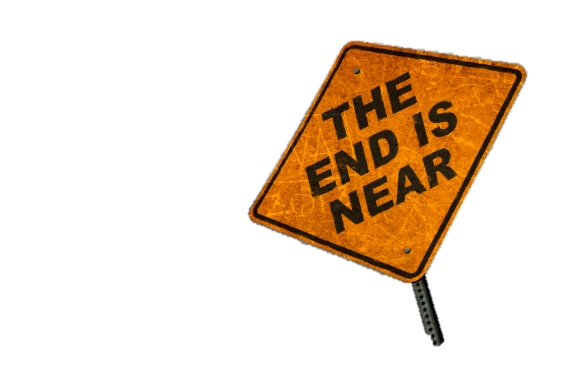 THE
END IS
NEAR